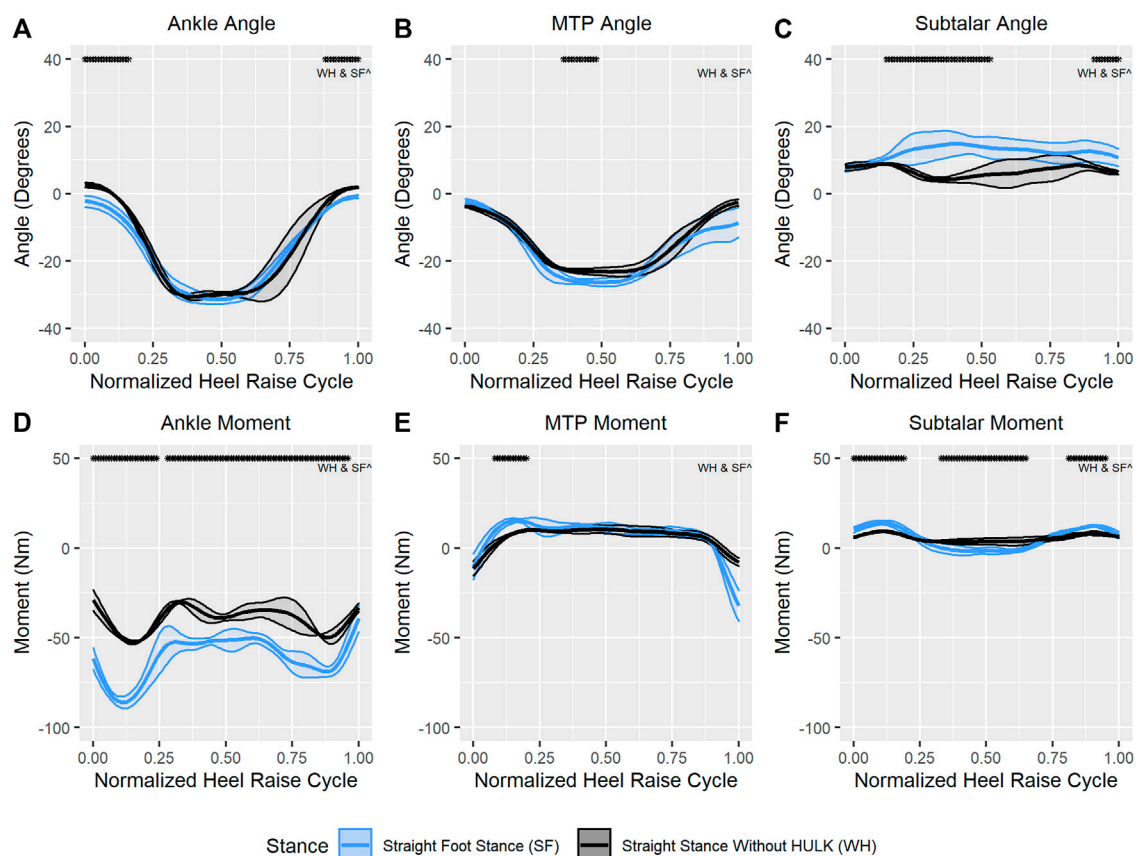 A Ankle Angle
B MTP Angle
C Subtalar Angle
Angle (Degrees)
40
20
0
-20
-40
WH & SF^
0.00 0.25 0.50 0.75 1.00
Normalized Heel Raise Cycle
Angle (Degrees)
40
20
0
-20
-40
WH & SF^
0.00 0.25 0.50 0.75 1.00
Normalized Heel Raise Cycle
Angle (Degrees)
40
20
0
-20
-40
WH & SF^
0.00 0.25 0.50 0.75 1.00
Normalized Heel Raise Cycle
D Ankle Moment
E MTP Moment
F Subtalar Moment
Moment (Nm)
50
0
-50
-100
WH & SF^
0.00 0.25 0.50 0.75 1.00
Normalized Heel Raise Cycle
Moment (Nm)
50
0
-50
-100
WH & SF^
0.00 0.25 0.50 0.75 1.00
Normalized Heel Raise Cycle
Moment (Nm)
50
0
-50
-100
WH & SF^
0.00 0.25 0.50 0.75 1.00
Normalized Heel Raise Cycle
Stance Straight Foot Stance (SF) Straight Stance Without HULK (WH)